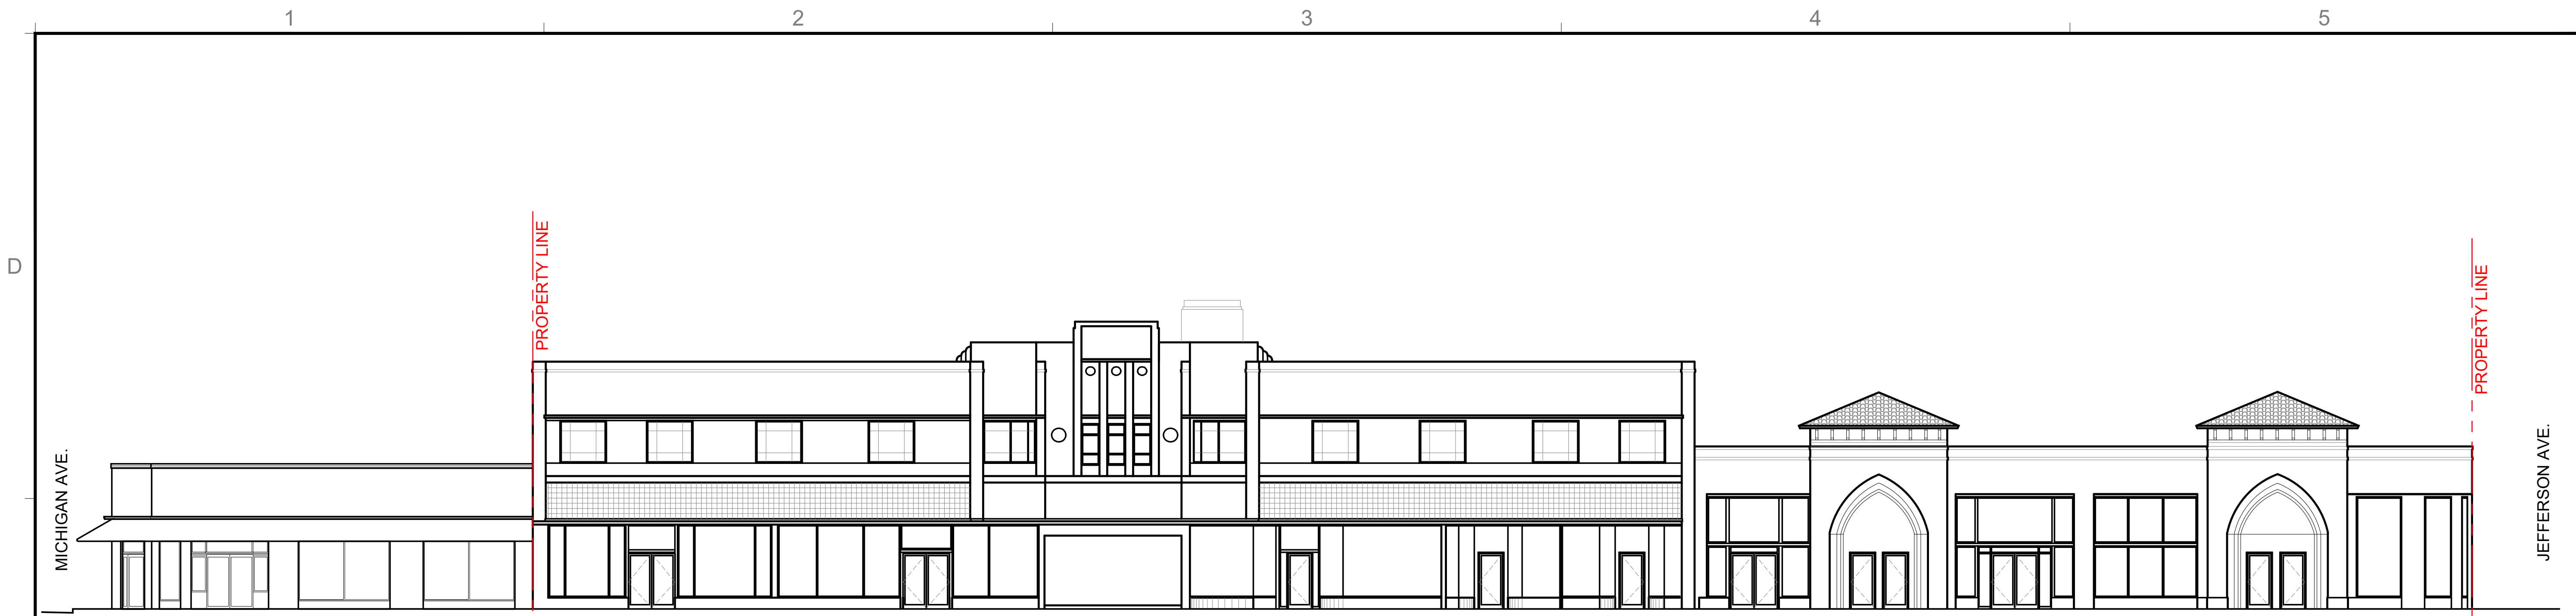 1 2 3 4 5
D
MICHIGAN AVE.
PROPERTY LINE
PROPERTY LINE
JEFFERSON AVE.